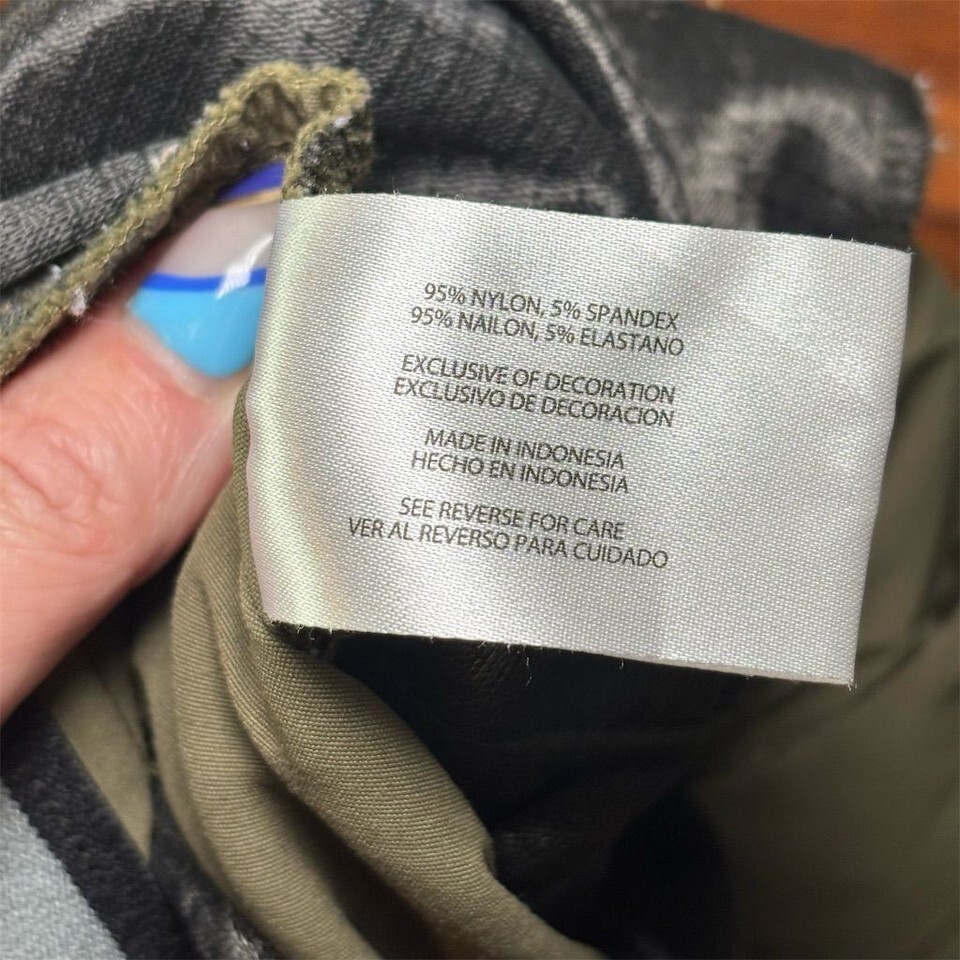 95% NYLON, 5% SPANDEX
95% NAILON, 5% ELASTANO
EXCLUSIVE OF DECORATION
EXCLUSIVO DE DECORACION
MADE IN INDONESIA
HECHO EN INDONESIA
SEE REVERSE FOR CARE
VER AL REVERSO PARA CUIDADO